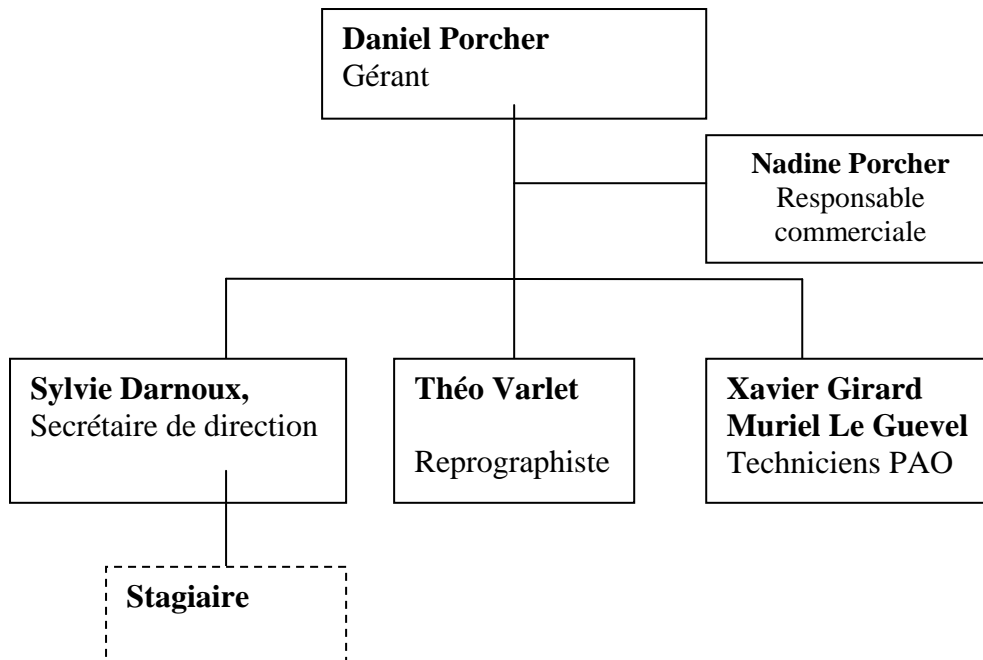 Daniel Porcher
Gérant
Nadine Porcher
Responsable
commerciale
Sylvie Darnoux,
Secrétaire de direction
Théo Varlet
Reprographiste
Xavier Girard
Muriel Le Guevel
Techniciens PAO
Stagiaire